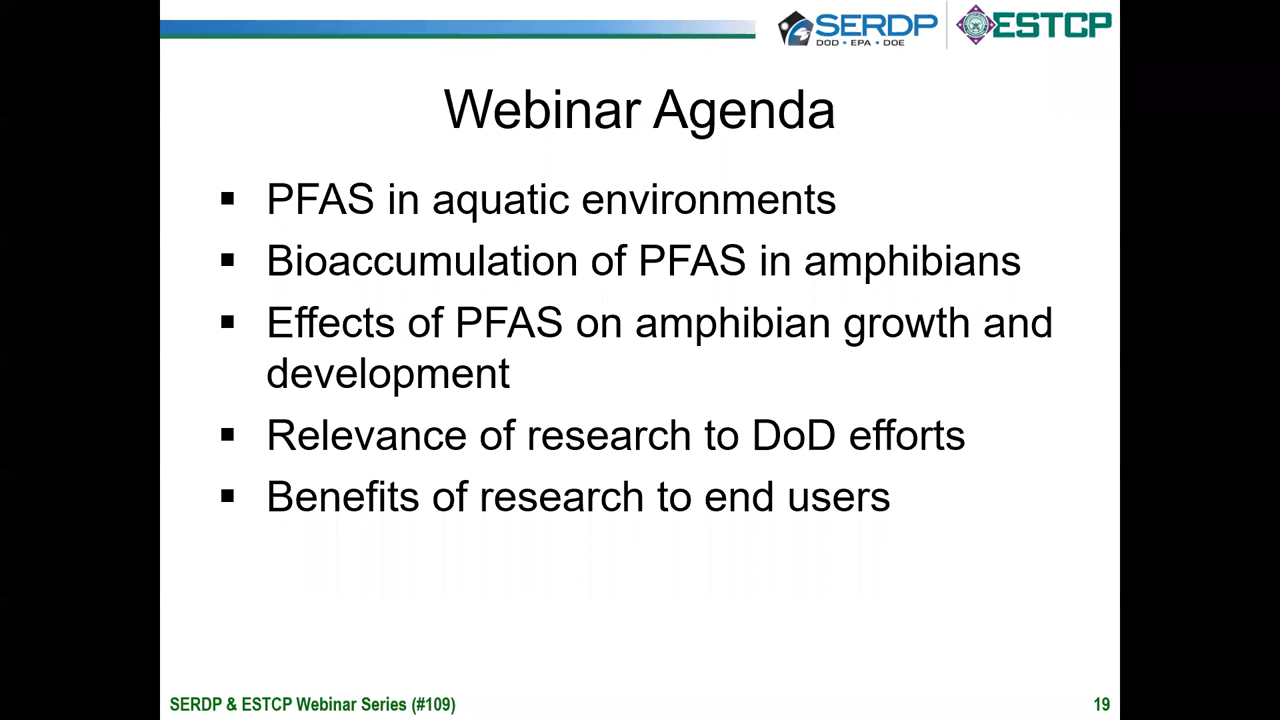 SERDP
DOD • EPA • DOE
ESTCP
Webinar Agenda
▪ PFAS in aquatic environments
▪ Bioaccumulation of PFAS in amphibians
▪ Effects of PFAS on amphibian growth and
development
▪ Relevance of research to DoD efforts
▪ Benefits of research to end users
SERDP & ESTCP Webinar Series (#109)
19